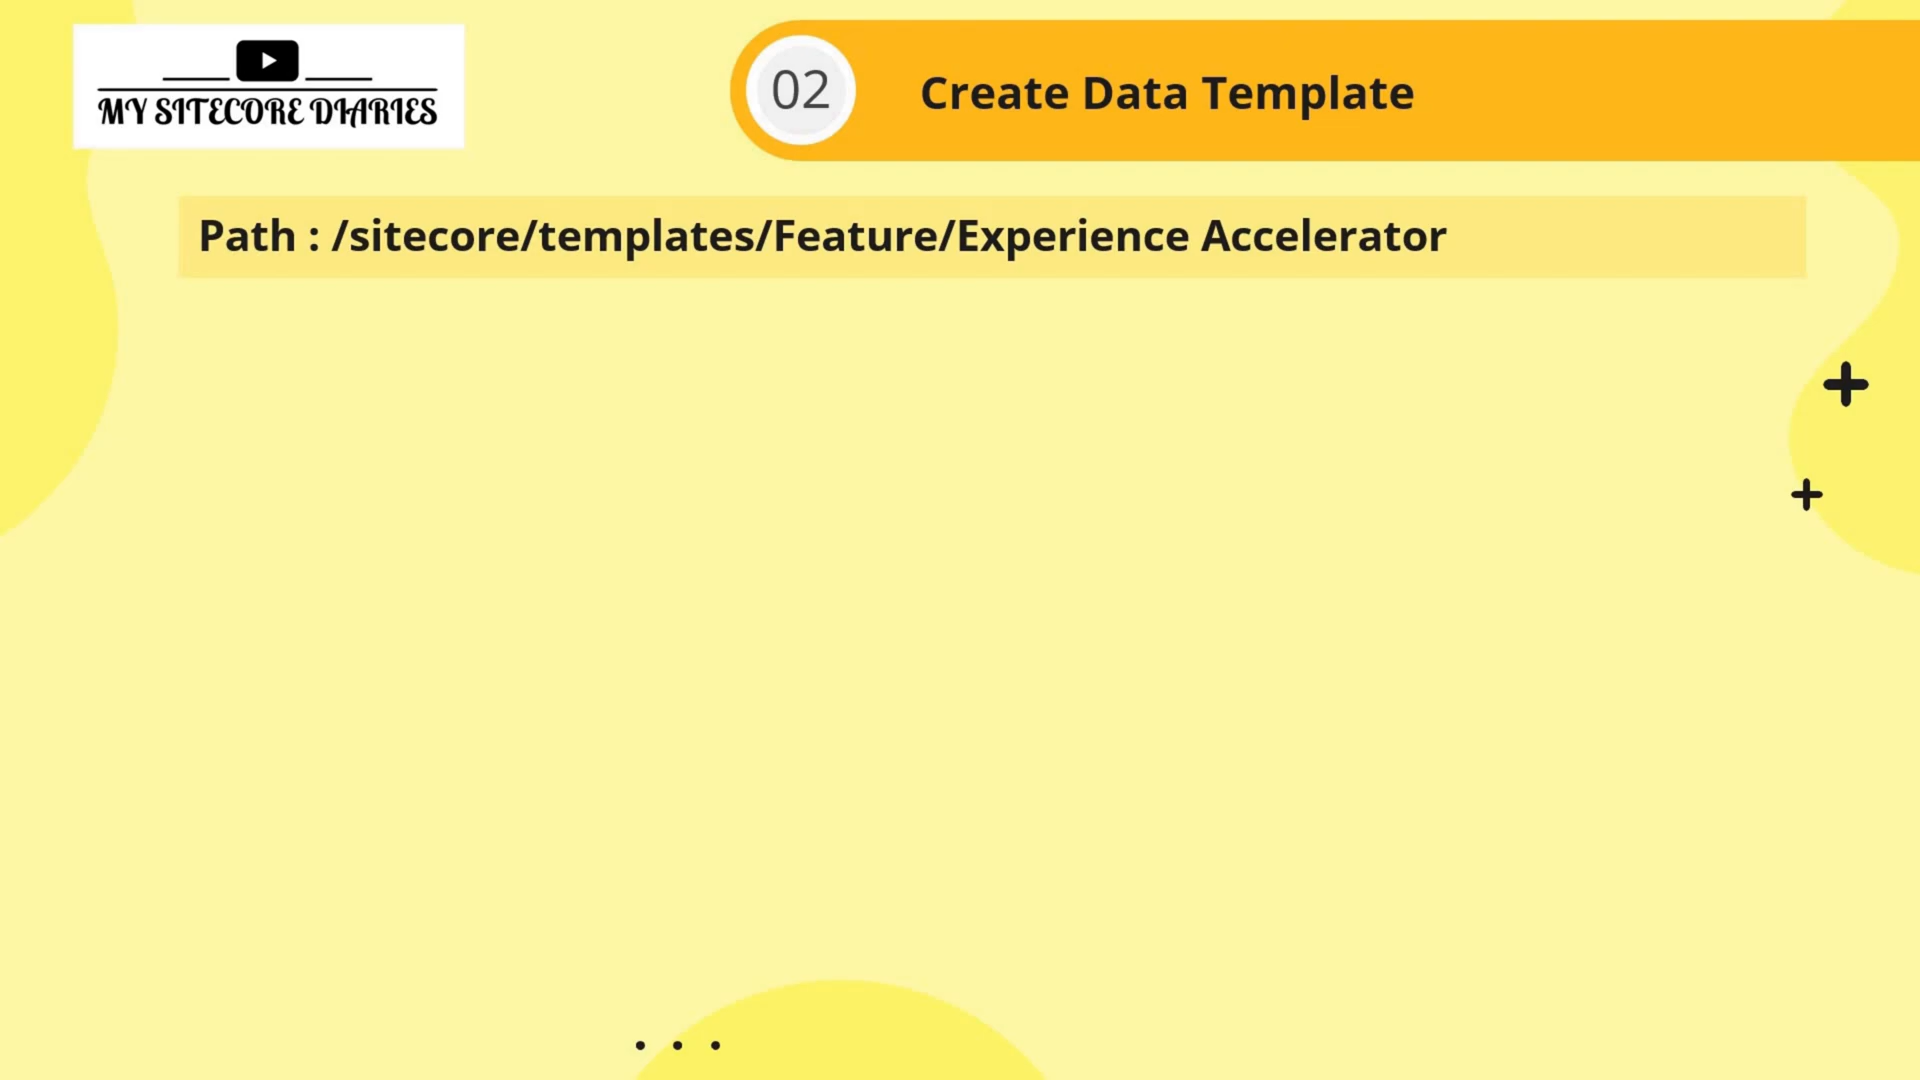 MY SITECORE DIARIES
02
Create Data Template
Path : /sitecore/templates/Feature/Experience Accelerator